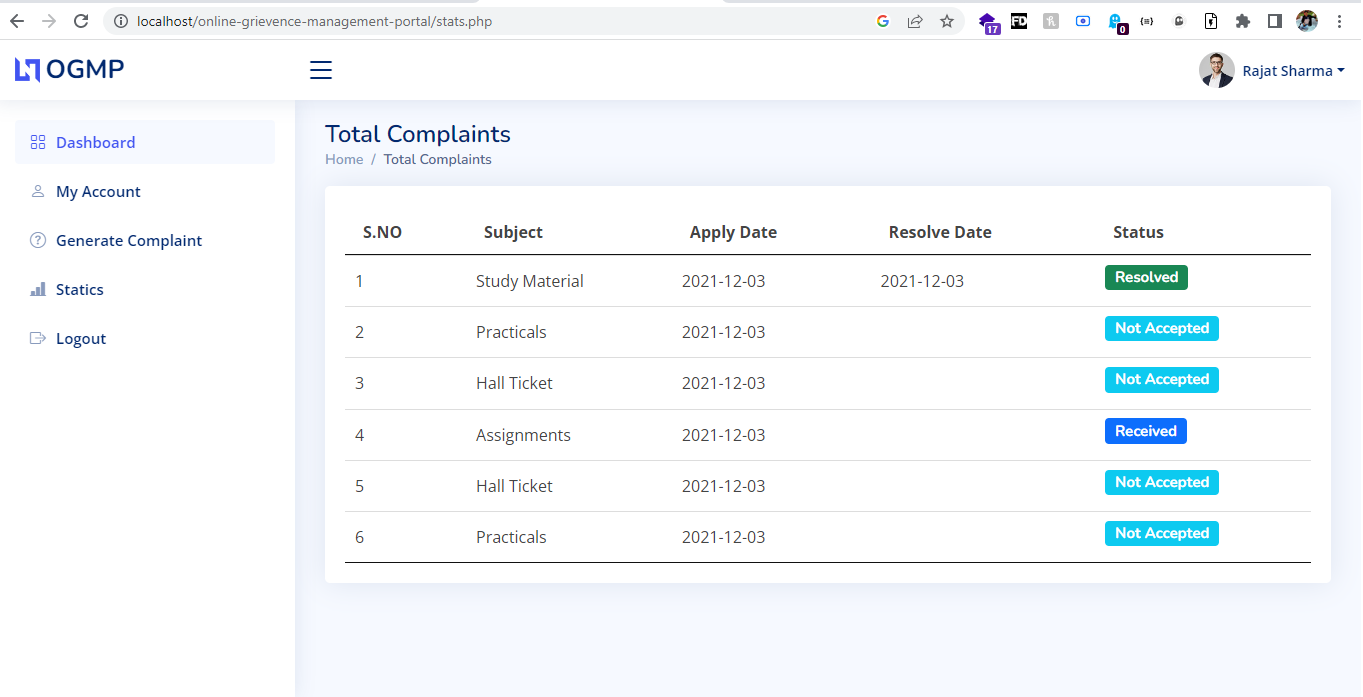 localhost/online-grievence-management-portal/stats.php
17
FD
0
OGMP
Rajat Sharma
Dashboard
My Account
Generate Complaint
Statics
Logout
Total Complaints
Home / Total Complaints
S.NO Subject Apply Date Resolve Date Status
1 Study Material 2021-12-03 2021-12-03 Resolved
2 Practicals 2021-12-03 Not Accepted
3 Hall Ticket 2021-12-03 Not Accepted
4 Assignments 2021-12-03 Received
5 Hall Ticket 2021-12-03 Not Accepted
6 Practicals 2021-12-03 Not Accepted